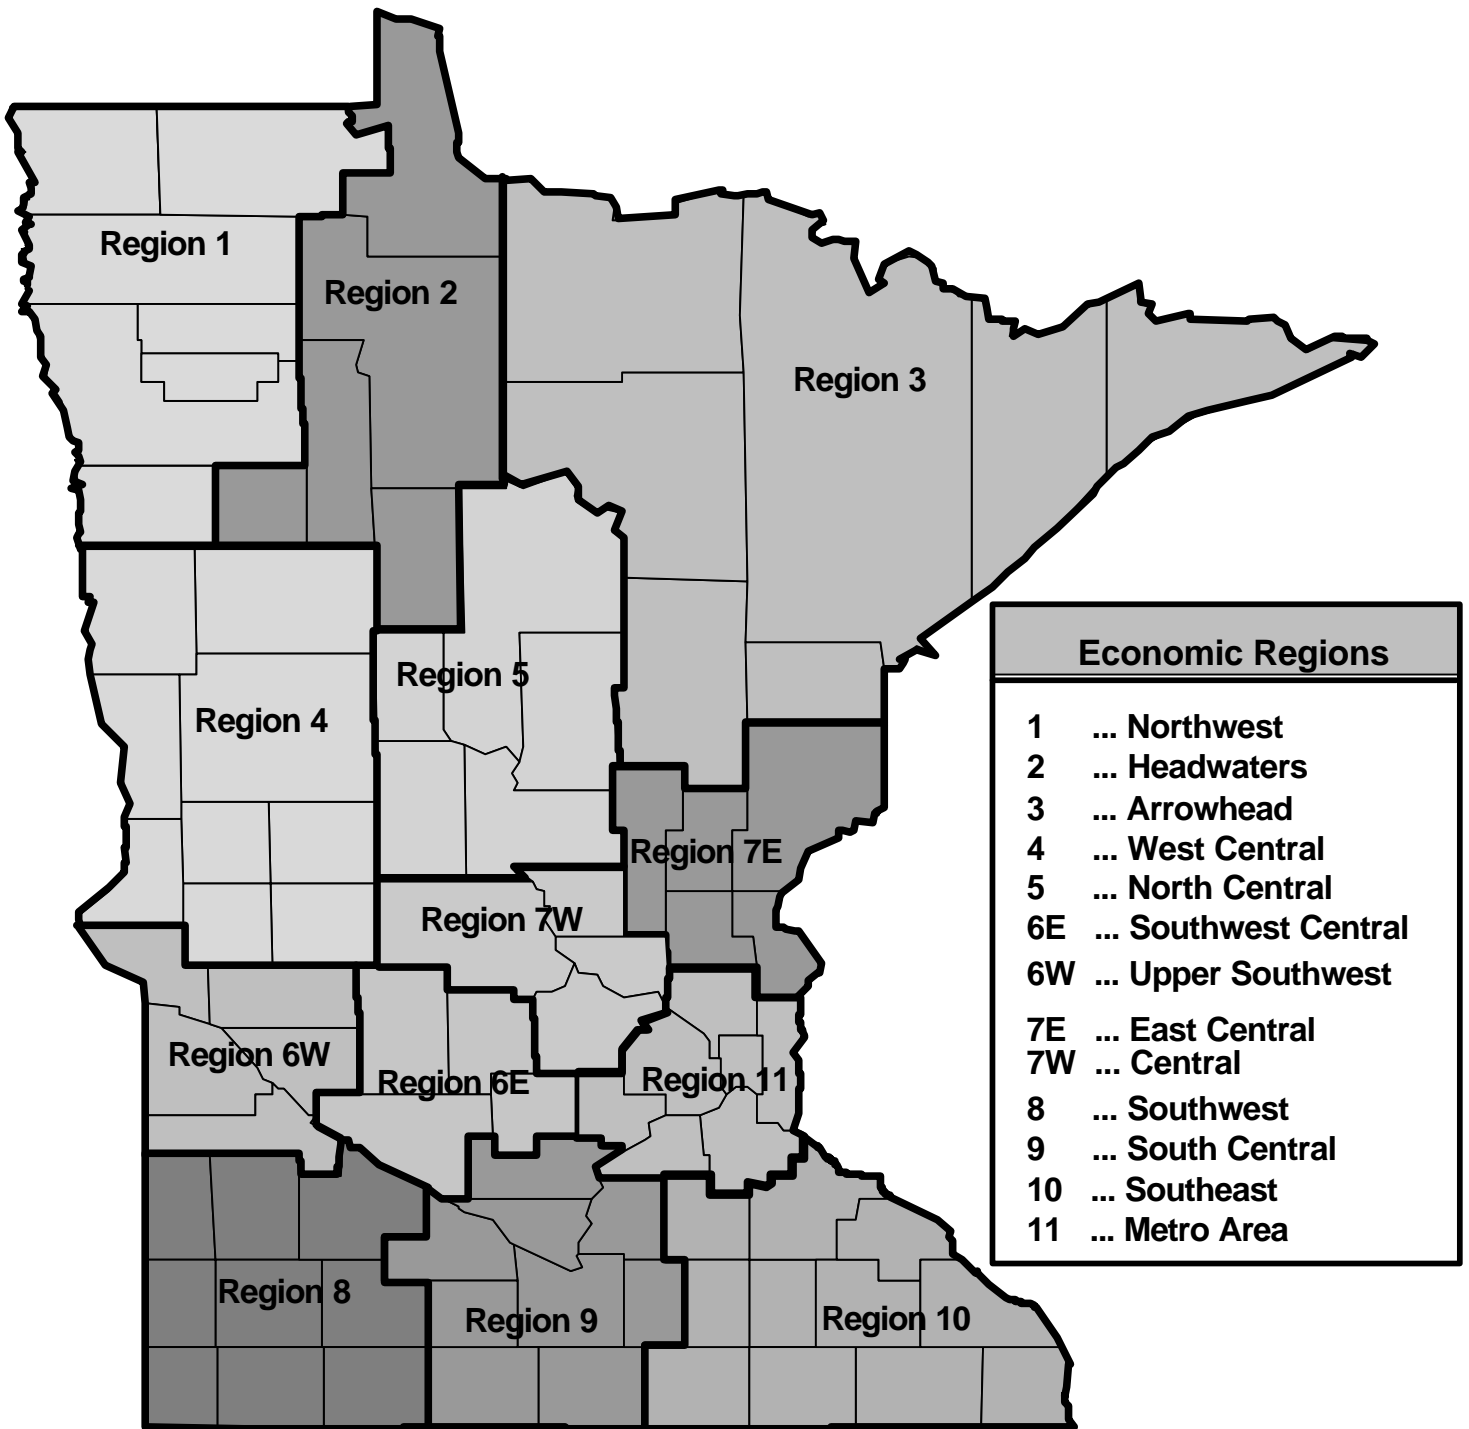 Region 1
Region 2
Region 3
Region 5
Region 4
Region 7E
Region 7W
Region 6W
Region 6E
Region 11
Region 8
Region 9
Region 10
Economic Regions
1 ... Northwest
2 ... Headwaters
3 ... Arrowhead
4 ... West Central
5 ... North Central
6E ... Southwest Central
6W ... Upper Southwest
7E ... East Central
7W ... Central
8 ... Southwest
9 ... South Central
10 ... Southeast
11 ... Metro Area